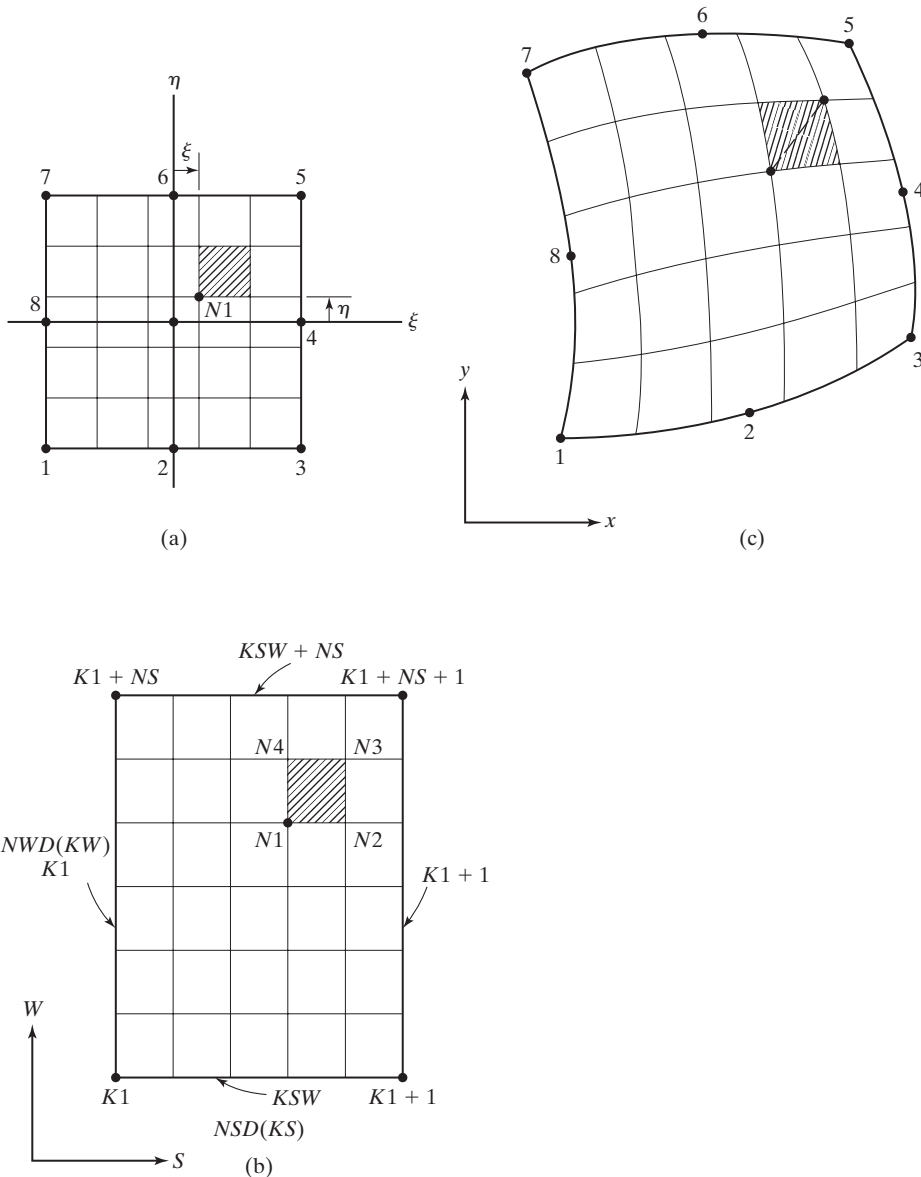 η
ξ
7
6
5
8
N1
η
ξ
4
1
2
3
(a)
6
5
7
4
8
3
y
2
1
x
(c)
KSW + NS
K1 + NS
K1 + NS + 1
N4
N3
N1
N2
NWD(KW)
K1
K1 + 1
W
K1
KSW
K1 + 1
NSD(KS)
S
(b)